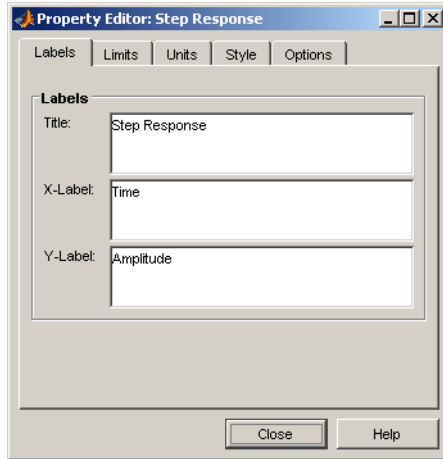 Property Editor: Step Response
Labels Limits Units Style Options
Labels
Title: Step Response
X-Label: Time
Y-Label: Amplitude
Close Help